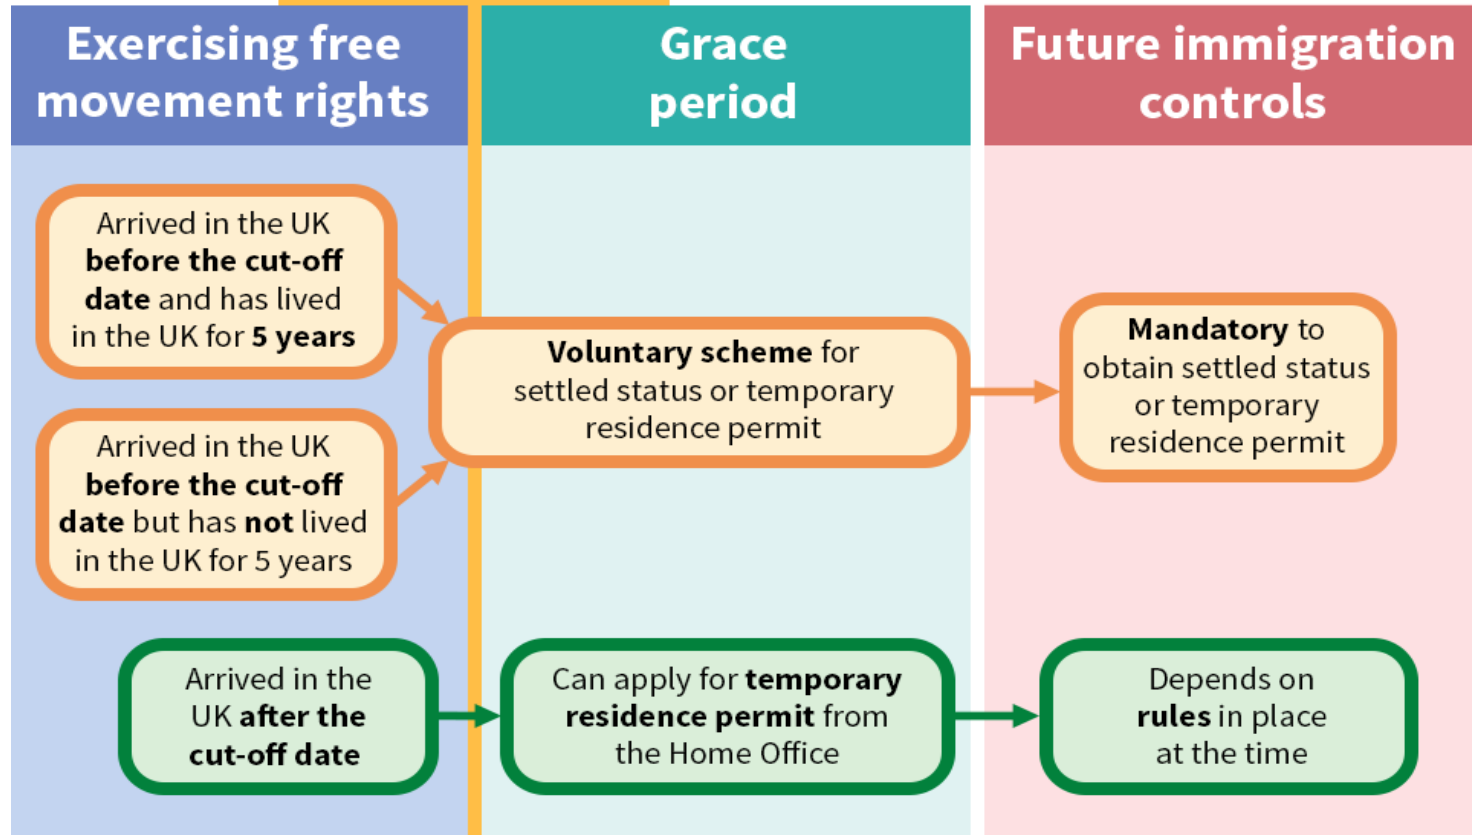 Exercising free
movement rights
Grace
period
Future immigration
controls
Arrived in the UK
before the cut-off
date and has lived
in the UK for 5 years
Arrived in the UK
before the cut-off
date but has not lived
in the UK for 5 years
Voluntary scheme for
settled status or temporary
residence permit
Mandatory to
obtain settled status
or temporary
residence permit
Arrived in the
UK after the
cut-off date
Can apply for temporary
residence permit from
the Home Office
Depends on
rules in place
at the time